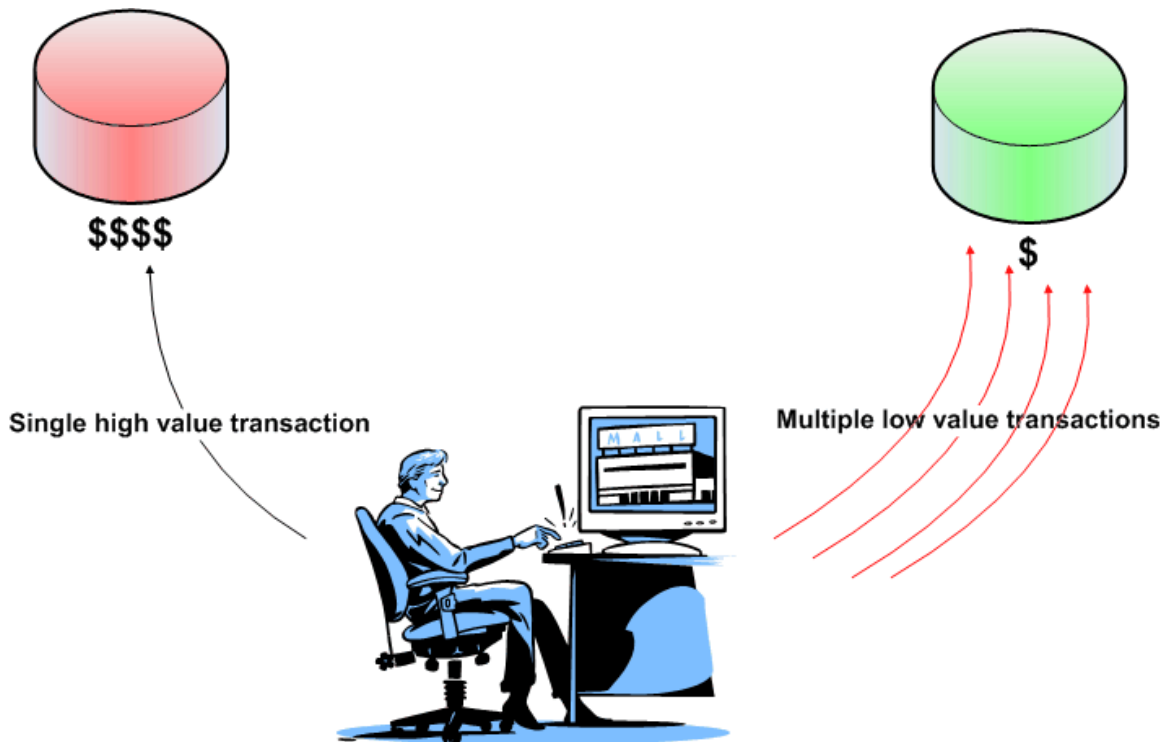 $$$$
$
Single high value transaction
Multiple low value transactions
MALL